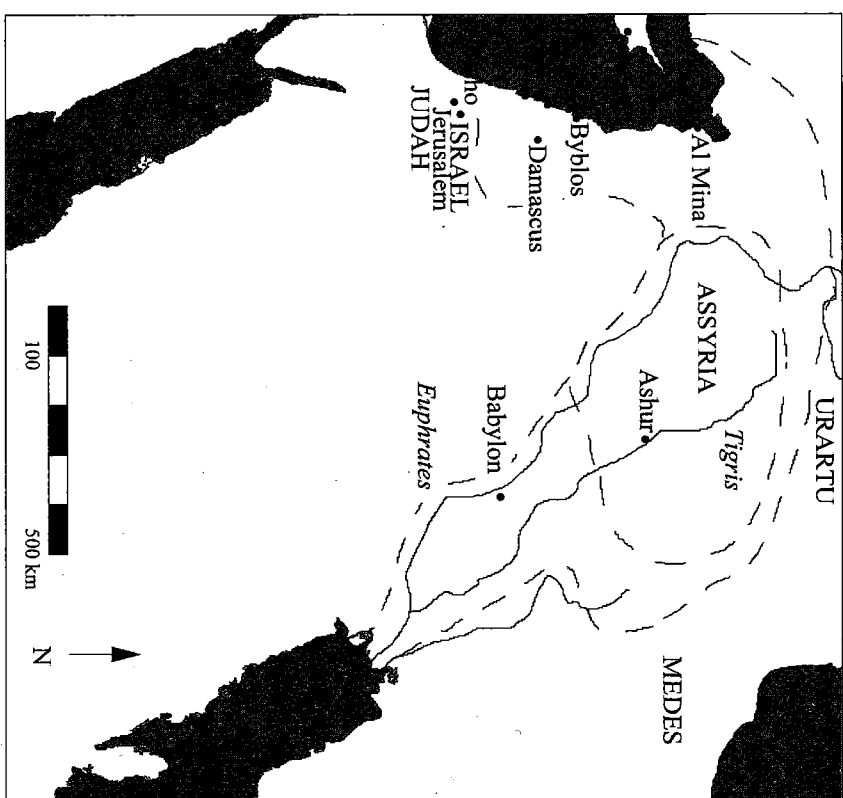 URARTU
Tigris
ASSYRIA
Al Mina
MEDES
Ashur
Byblos
Damascus
Babylon
ISRAEL
Jerusalem
JUDAH
Euphrates
N
100 500 km